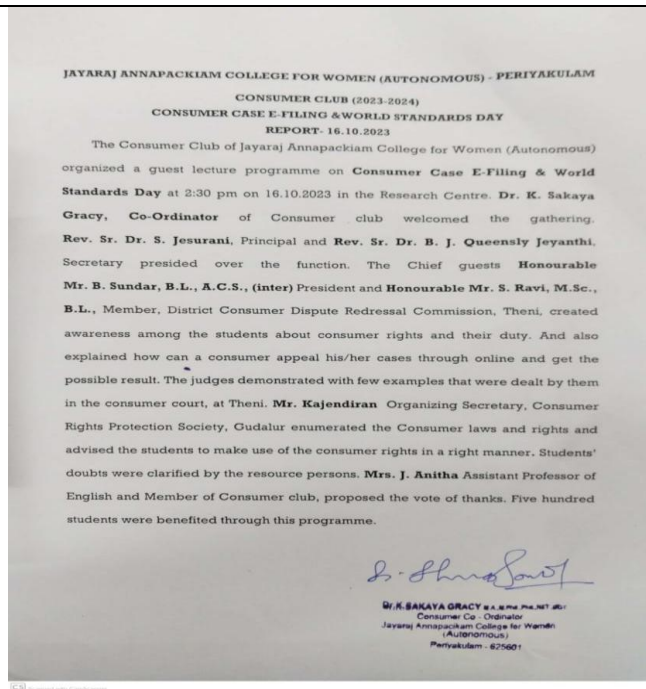 JAYARAJ ANNAPACKIAM COLLEGE FOR WOMEN (AUTONOMOUS) - PERIYAKULAM
CONSUMER CLUB (2023-2024)
CONSUMER CASE E-FILING &WORLD STANDARDS DAY
REPORT- 16.10.2023
The Consumer Club of Jayaraj Annapackiam College for Women (Autonomous)
organized a guest lecture programme on Consumer Case E-Filing & World
Standards Day at 2:30 pm on 16.10.2023 in the Research Centre. Dr. K. Sakaya
Gracy, Co-Ordinator of Consumer club welcomed the gathering.
Rev. Sr. Dr. S. Jesurani, Principal and Rev. Sr. Dr. B. J. Queensly Jeyanthi,
Secretary presided over the function. The Chief guests Honourable
Mr. B. Sundar, B.L., A.C.S., (inter) President and Honourable Mr. S. Ravi, M.Sc.,
B.L., Member, District Consumer Dispute Redressal Commission, Theni, created
awareness among the students about consumer rights and their duty. And also
explained how can a consumer appeal his/her cases through online and get the
possible result. The judges demonstrated with few examples that were dealt by them
in the consumer court, at Theni. Mr. Kajendiran Organizing Secretary, Consumer
Rights Protection Society, Gudalur enumerated the Consumer laws and rights and
advised the students to make use of the consumer rights in a right manner. Students'
doubts were clarified by the resource persons. Mrs. J. Anitha Assistant Professor of
English and Member of Consumer club, proposed the vote of thanks. Five hundred
students were benefited through this programme.
Dr.K.SAKAYA GRACY
Consumer Co - Ordinator
Jayaraj Annapacikam College for Women
(Autonomous)
Periyakulam - 625601